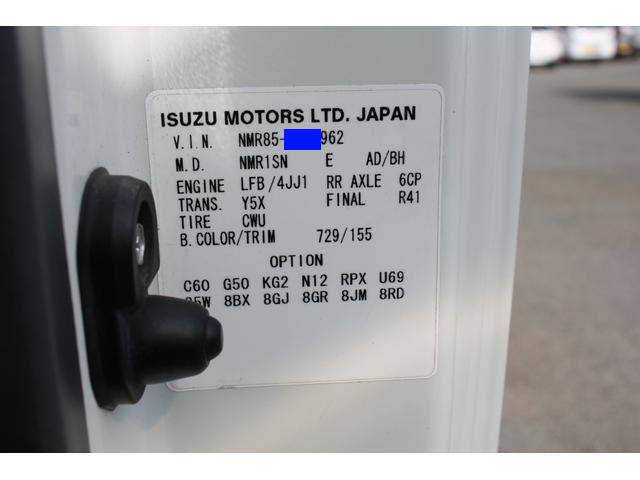 ISUZU MOTORS LTD. JAPAN
V.I.N. NMR85- 962
M.D. NMR1SN E AD/BH
ENGINE LFB/4JJ1 RR AXLE 6CP
TRANS. Y5X FINAL R41
TIRE CWU
B.COLOR/TRIM 729/155
OPTION
C60 G50 KG2 N12 RPX U69
8BX 8GJ 8GR 8JM 8RD